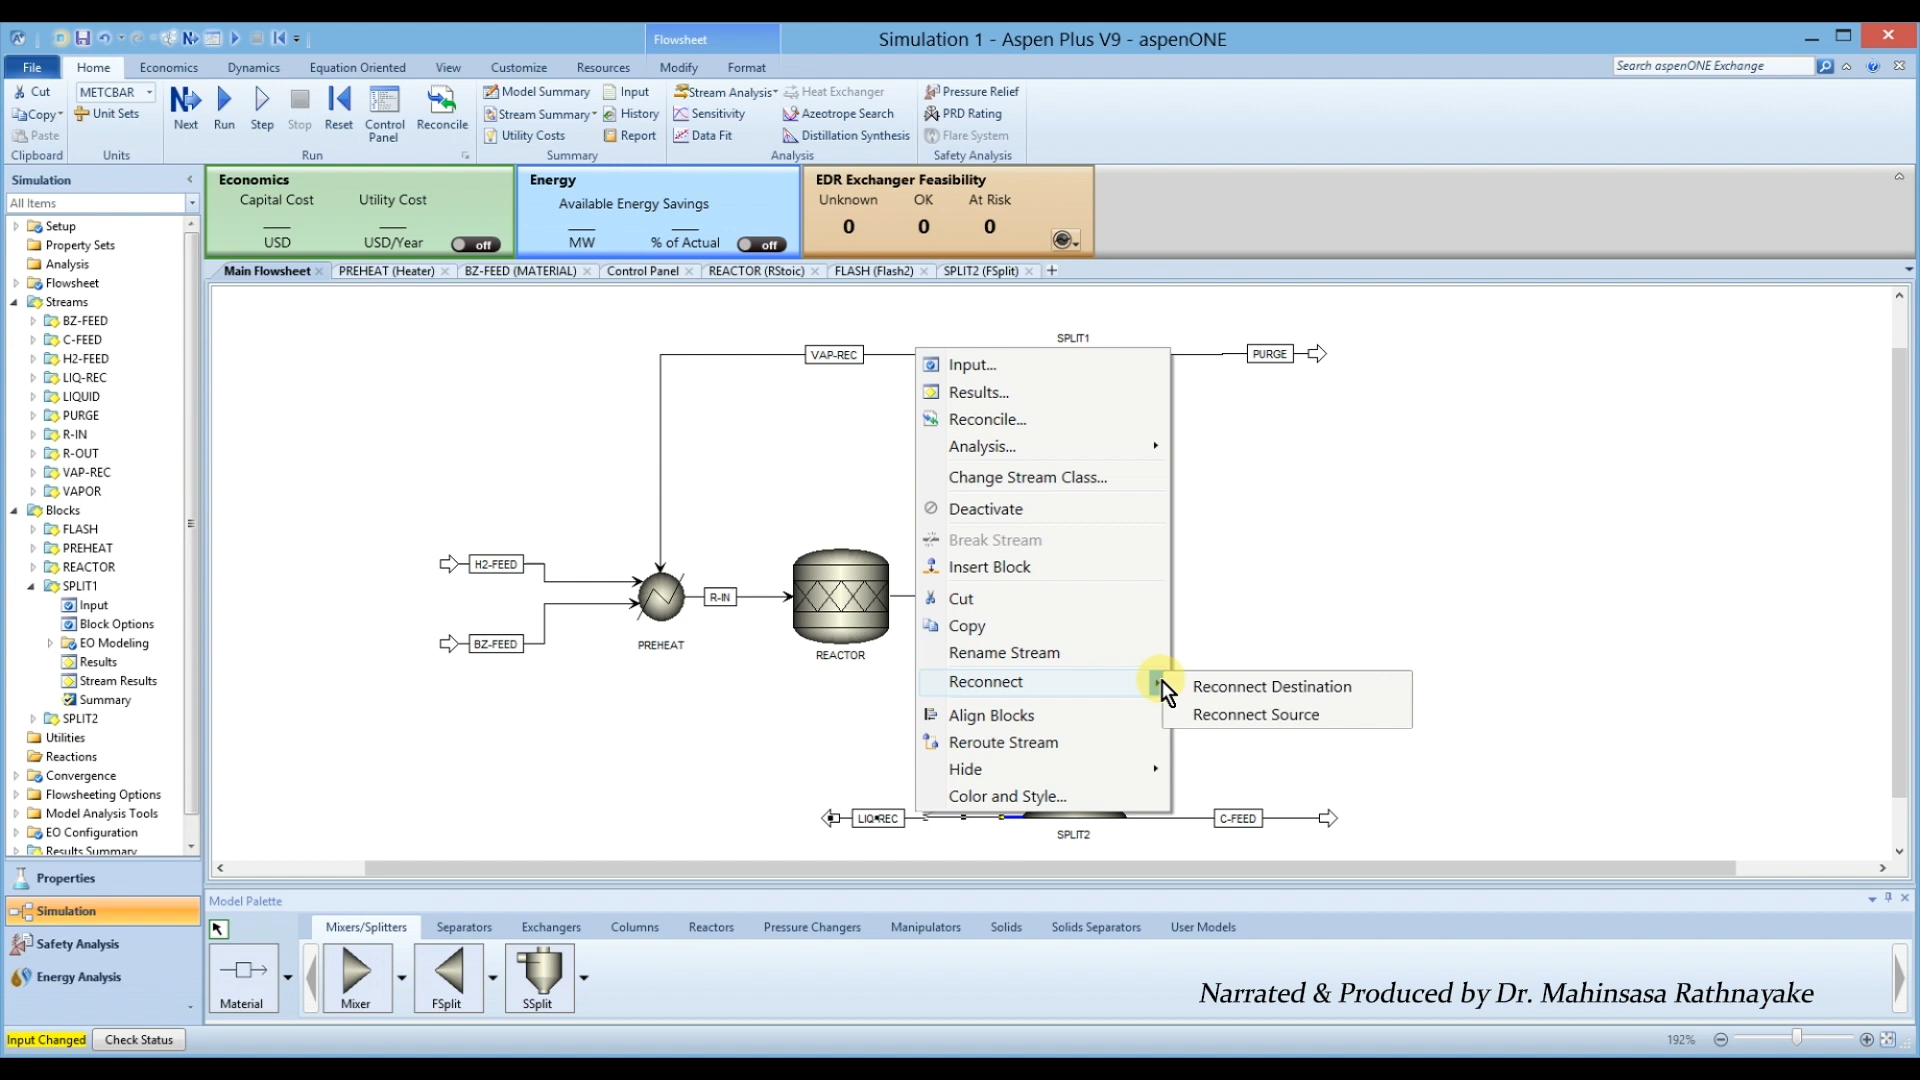 Flowsheet
Simulation 1 - Aspen Plus V9 - aspenONE
File
Home
Economics
Dynamics
Equation Oriented
View
Customize
Resources
Modify
Format
Search aspenONE Exchange
Cut
Copy
Paste
Clipboard
METCBAR
Unit Sets
Units
Next
Run
Step
Stop
Reset
Control Panel
Reconcile
Run
Model Summary
Stream Summary
Utility Costs
Input
History
Report
Summary
Stream Analysis
Sensitivity
Data Fit
Heat Exchanger
Azeotrope Search
Distillation Synthesis
Analysis
Pressure Relief
PRD Rating
Flare System
Safety Analysis
Simulation
All Items
Economics
Capital Cost
Utility Cost
USD
USD/Year
off
Energy
Available Energy Savings
MW
% of Actual
off
EDR Exchanger Feasibility
Unknown
OK
At Risk
0
0
0
Main Flowsheet
PREHEAT (Heater)
BZ-FEED (MATERIAL)
Control Panel
REACTOR (RStoic)
FLASH (Flash2)
SPLIT2 (FSplit)
Setup
Property Sets
Analysis
Flowsheet
Streams
BZ-FEED
C-FEED
H2-FEED
LIQ-REC
LIQUID
PURGE
R-IN
R-OUT
VAP-REC
VAPOR
Blocks
FLASH
PREHEAT
REACTOR
SPLIT1
Input
Block Options
EO Modeling
Results
Stream Results
Summary
SPLIT2
Utilities
Reactions
Convergence
Flowsheeting Options
Model Analysis Tools
EO Configuration
Results Summary
Properties
Simulation
Safety Analysis
Energy Analysis
SPLIT1
VAP-REC
PURGE
H2-FEED
R-IN
BZ-FEED
PREHEAT
REACTOR
LIQ-REC
C-FEED
SPLIT2
Input...
Results...
Reconcile...
Analysis...
Change Stream Class...
Deactivate
Break Stream
Insert Block
Cut
Copy
Rename Stream
Reconnect
Align Blocks
Reroute Stream
Hide
Color and Style...
Reconnect Destination
Reconnect Source
Model Palette
Mixers/Splitters
Separators
Exchangers
Columns
Reactors
Pressure Changers
Manipulators
Solids
Solids Separators
User Models
Material
Mixer
FSplit
SSplit
Narrated & Produced by Dr. Mahinsasa Rathnayake
Input Changed
Check Status
192%